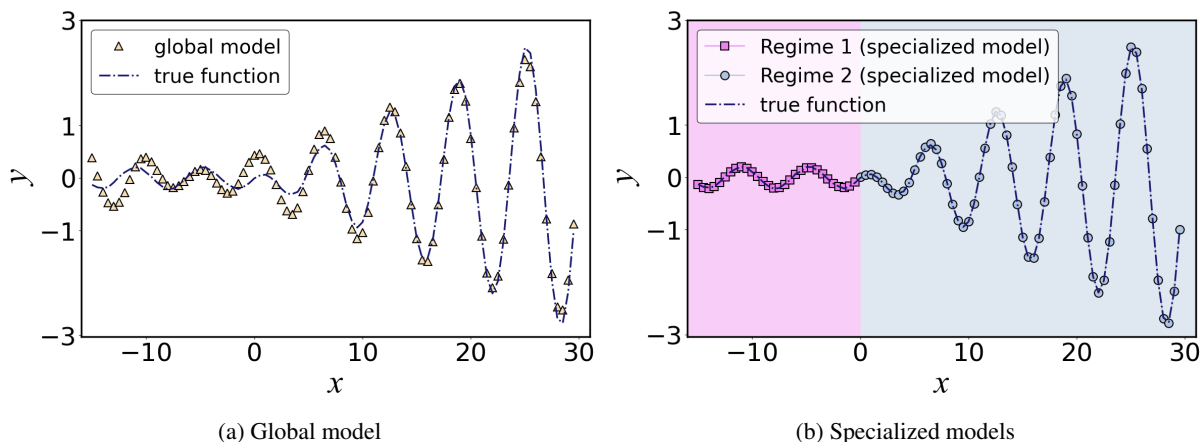 3
1
0
−1
−3
y
global model
true function
−10
0
10
20
30
x
(a) Global model
3
1
0
−1
−3
y
Regime 1 (specialized model)
Regime 2 (specialized model)
true function
−10
0
10
20
30
x
(b) Specialized models